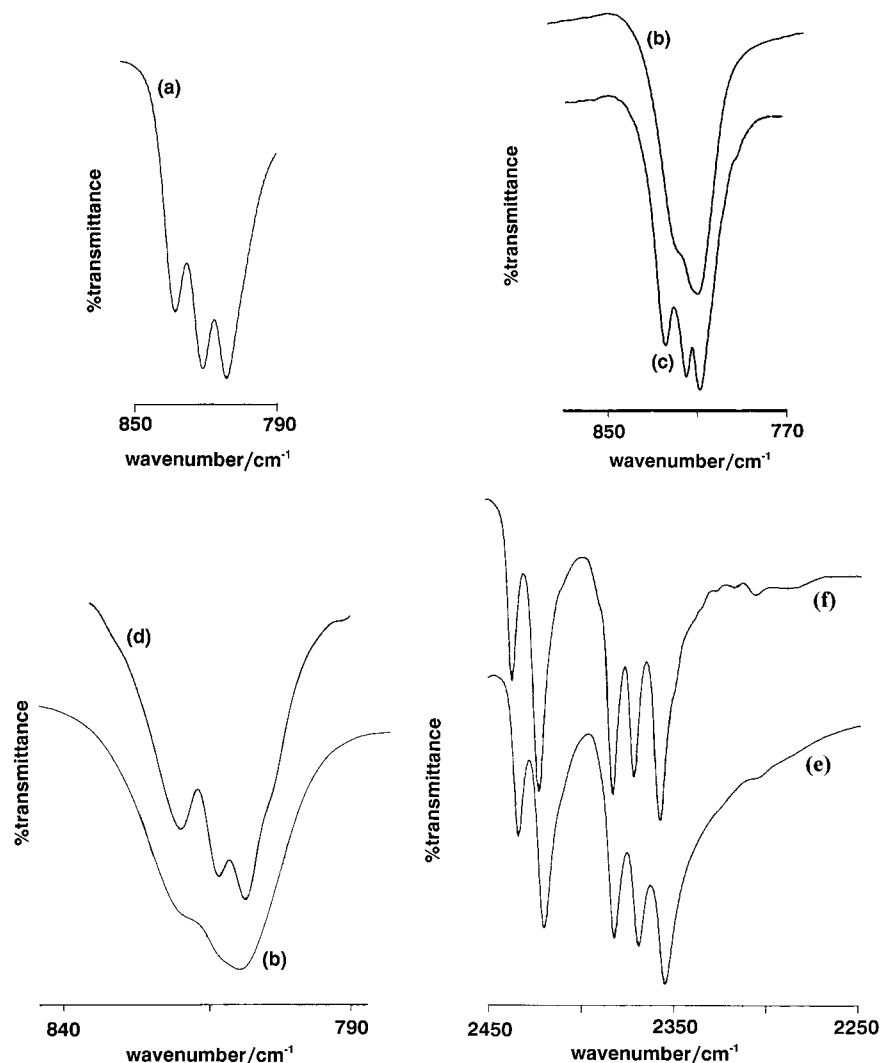 (a)
%transmittance
850
790
wavenumber/cm-1
(b)
(c)
%transmittance
850
770
wavenumber/cm-1
(d)
(b)
%transmittance
840
790
wavenumber/cm-1
(f)
(e)
%transmittance
2450
2350
2250
wavenumber/cm-1